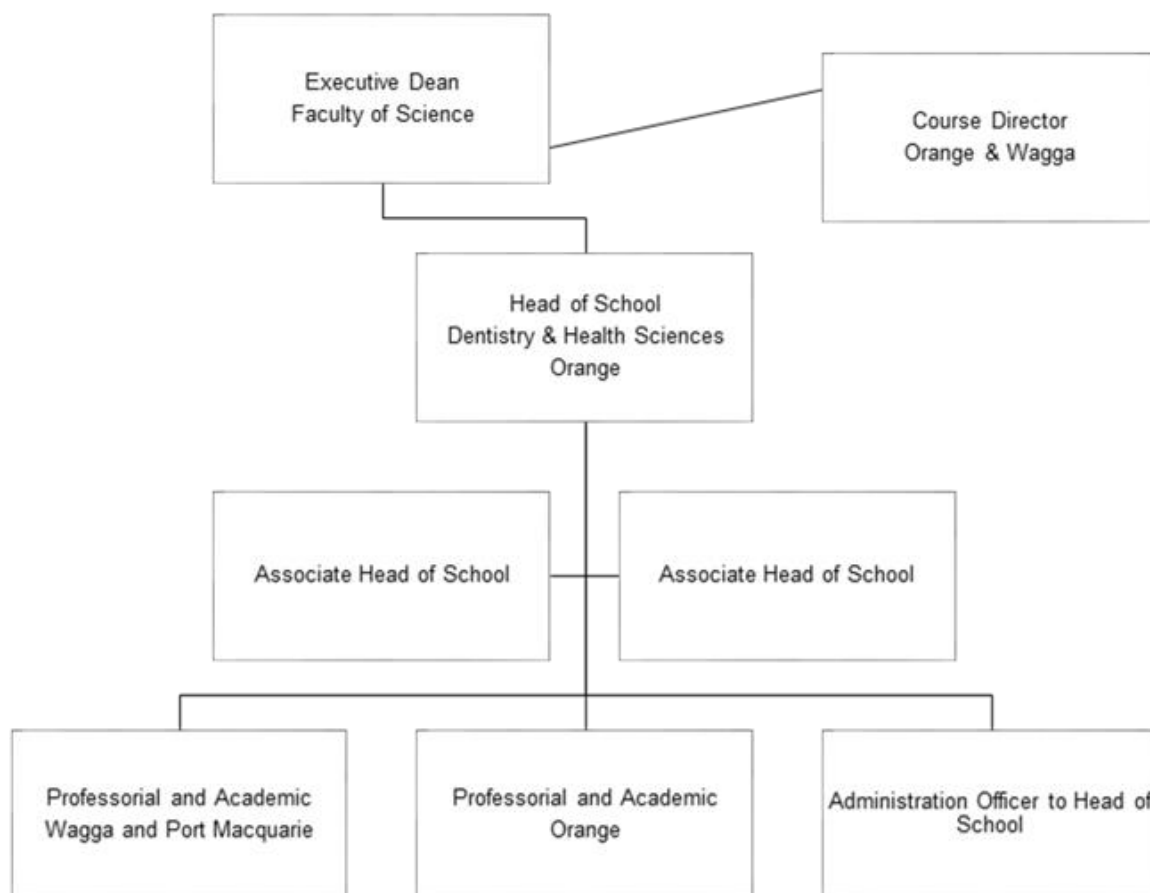 Executive Dean
Faculty of Science
Course Director
Orange & Wagga
Head of School
Dentistry & Health Sciences
Orange
Associate Head of School
Associate Head of School
Professorial and Academic
Wagga and Port Macquarie
Professorial and Academic
Orange
Administration Officer to Head of
School